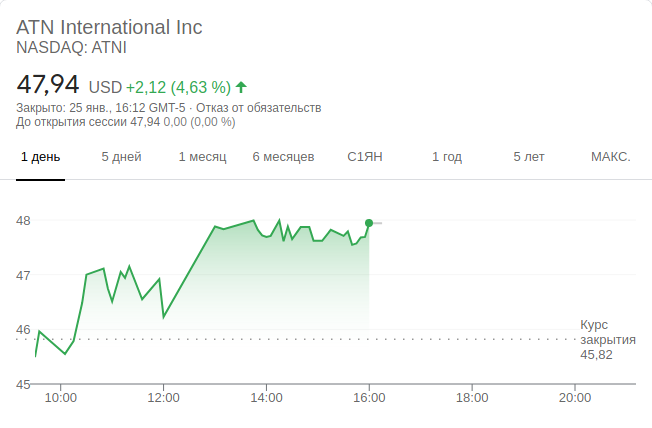 ATN International Inc
NASDAQ: ATNI
47,94 USD +2,12 (4,63 %)
Закрыто: 25 янв., 16:12 GMT-5 · Отказ от обязательств
До открытия сессии 47,94 0,00 (0,00 %)
1 день 5 дней 1 месяц 6 месяцев С1ЯН 1 год 5 лет МАКС.
48
47
46
Курс
закрытия
45,82
45
10:00 12:00 14:00 16:00 18:00 20:00